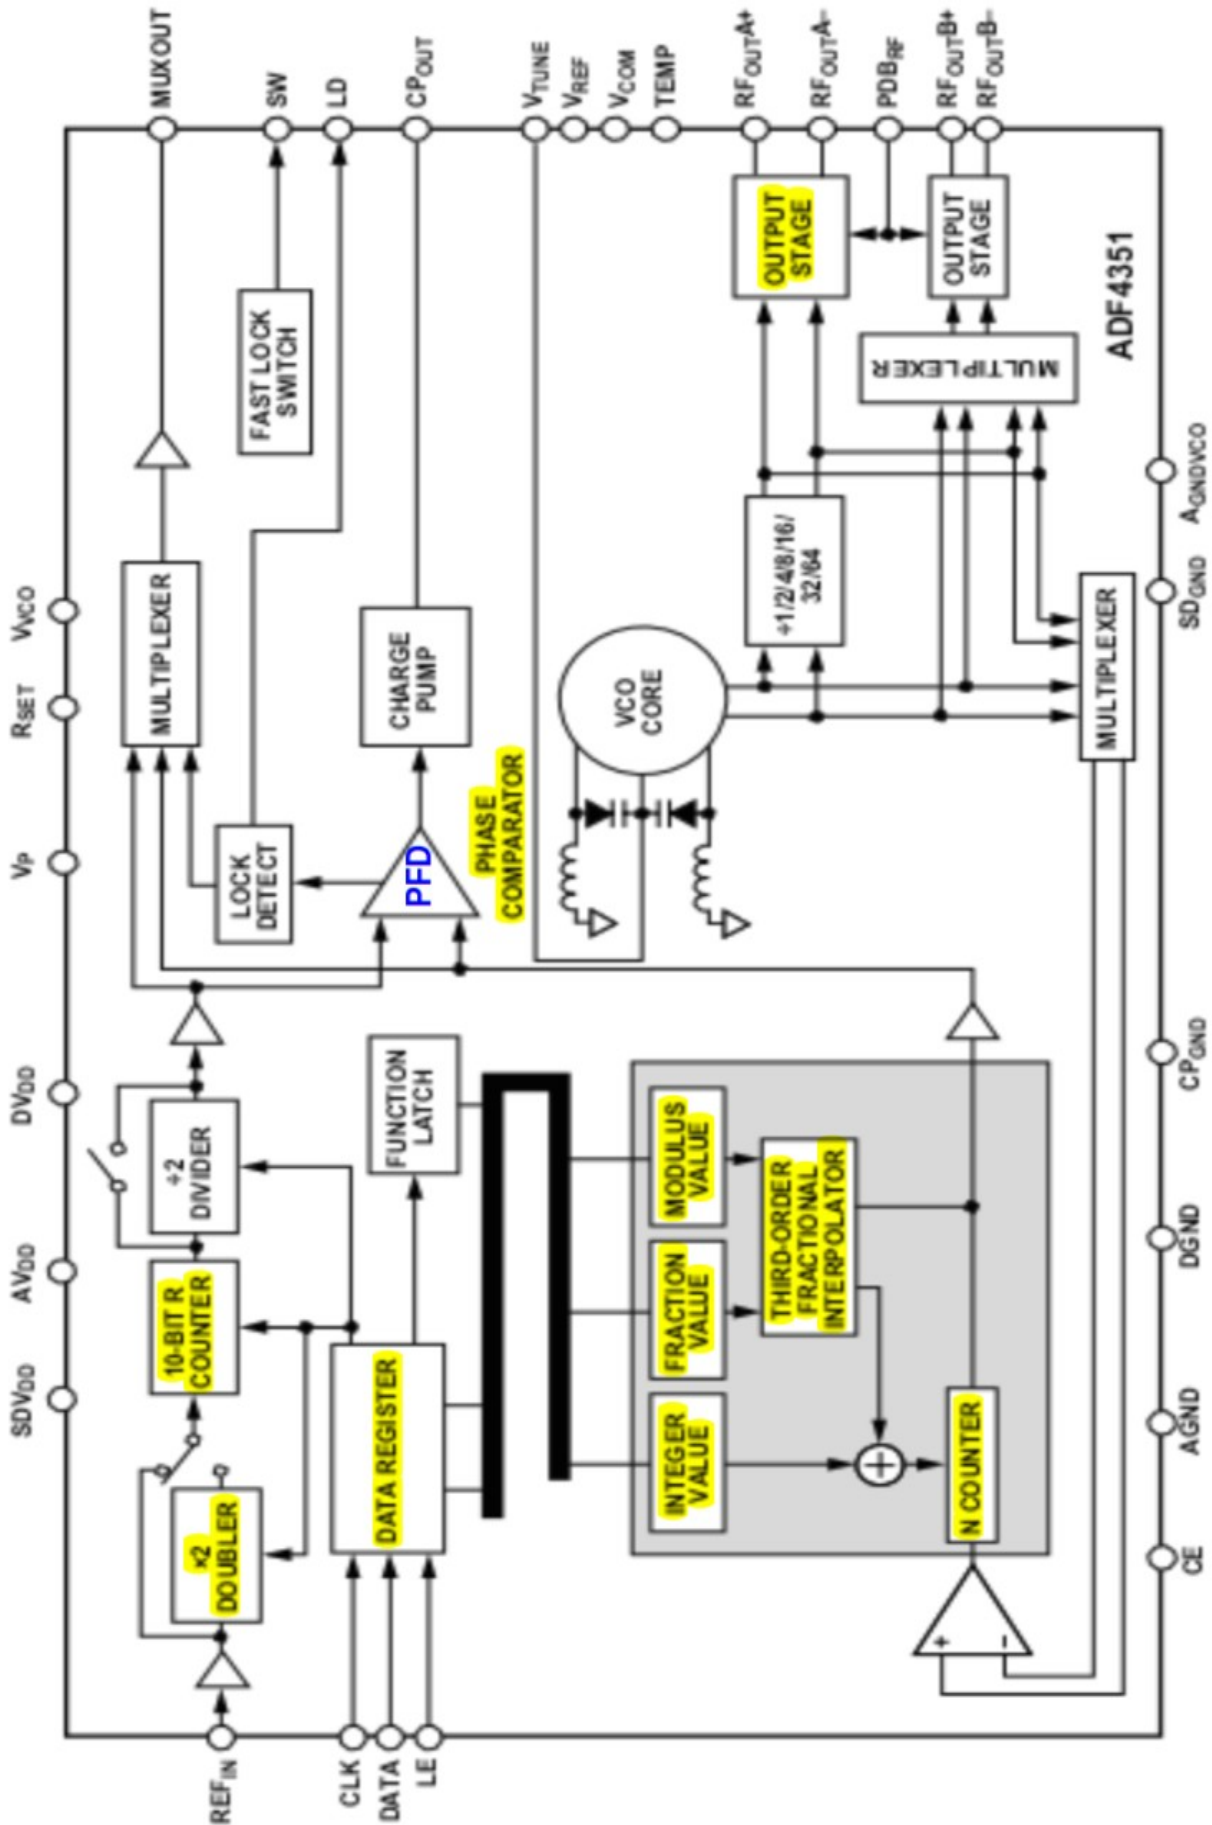 SDVDD
AVDD
DVDD
VP
RSET
VVCO
REFIN
×2
DOUBLER
10-BIT R
COUNTER
÷2
DIVIDER
MULTIPLEXER
MUXOUT
LOCK
DETECT
FAST LOCK
SWITCH
SW
LD
CLK
DATA
LE
DATA REGISTER
FUNCTION
LATCH
PFD
CHARGE
PUMP
CPOUT
PHASE
COMPARATOR
VTUNE
VREF
VCOM
TEMP
VCO
CORE
INTEGER
VALUE
FRACTION
VALUE
MODULUS
VALUE
THIRD-ORDER
FRACTIONAL
INTERPOLATOR
N COUNTER
+
−
÷1/2/4/8/16/
32/64
OUTPUT
STAGE
RFOUTA+
RFOUTA−
PDBRF
MULTIPLEXER
OUTPUT
STAGE
RFOUTB+
RFOUTB−
MULTIPLEXER
ADF4351
CE
AGND
DGND
CPGND
SDGND
AGNDVCO